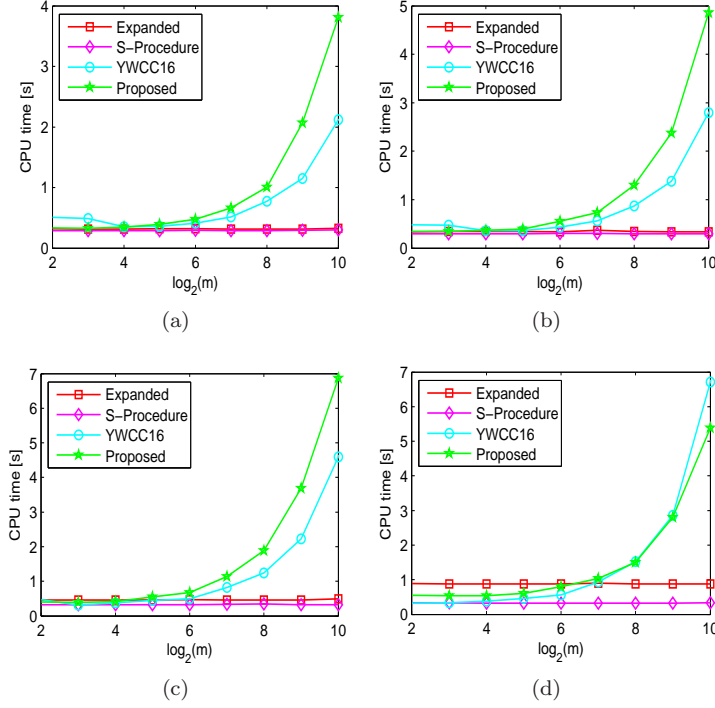 4
3
2
1
0
CPU time [s]
Expanded
S−Procedure
YWCC16
Proposed
2 4 6 8 10
log2(m)
(a)
5
4
3
2
1
0
CPU time [s]
Expanded
S−Procedure
YWCC16
Proposed
2 4 6 8 10
log2(m)
(b)
7
6
5
4
3
2
1
0
CPU time [s]
Expanded
S−Procedure
YWCC16
Proposed
2 4 6 8 10
log2(m)
(c)
7
6
5
4
3
2
1
0
CPU time [s]
Expanded
S−Procedure
YWCC16
Proposed
2 4 6 8 10
log2(m)
(d)